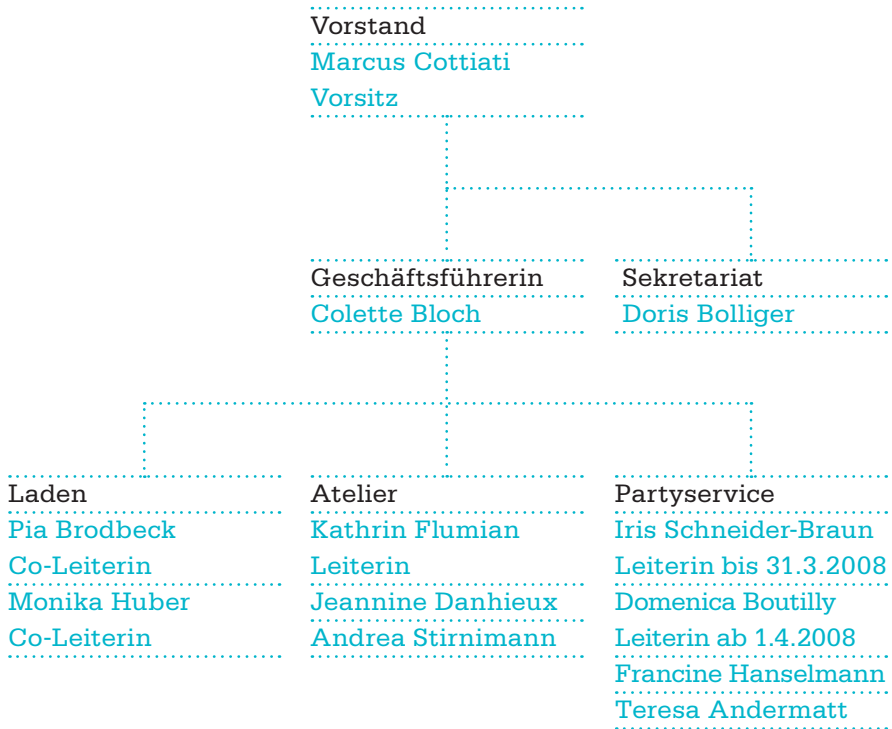 Vorstand
Marcus Cottiati
Vorsitz
Geschäftsführerin
Colette Bloch
Sekretariat
Doris Bolliger
Laden
Pia Brodbeck
Co-Leiterin
Monika Huber
Co-Leiterin
Atelier
Kathrin Flumian
Leiterin
Jeannine Danhieux
Andrea Stirnimann
Partyservice
Iris Schneider-Braun
Leiterin bis 31.3.2008
Domenica Boutilly
Leiterin ab 1.4.2008
Francine Hanselmann
Teresa Andermatt